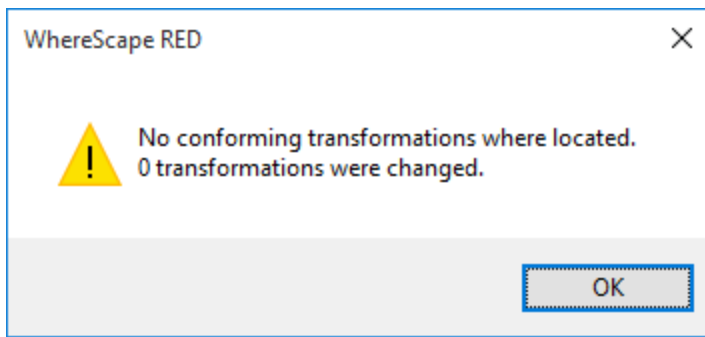 WhereScape RED
No conforming transformations where located.
0 transformations were changed.
OK